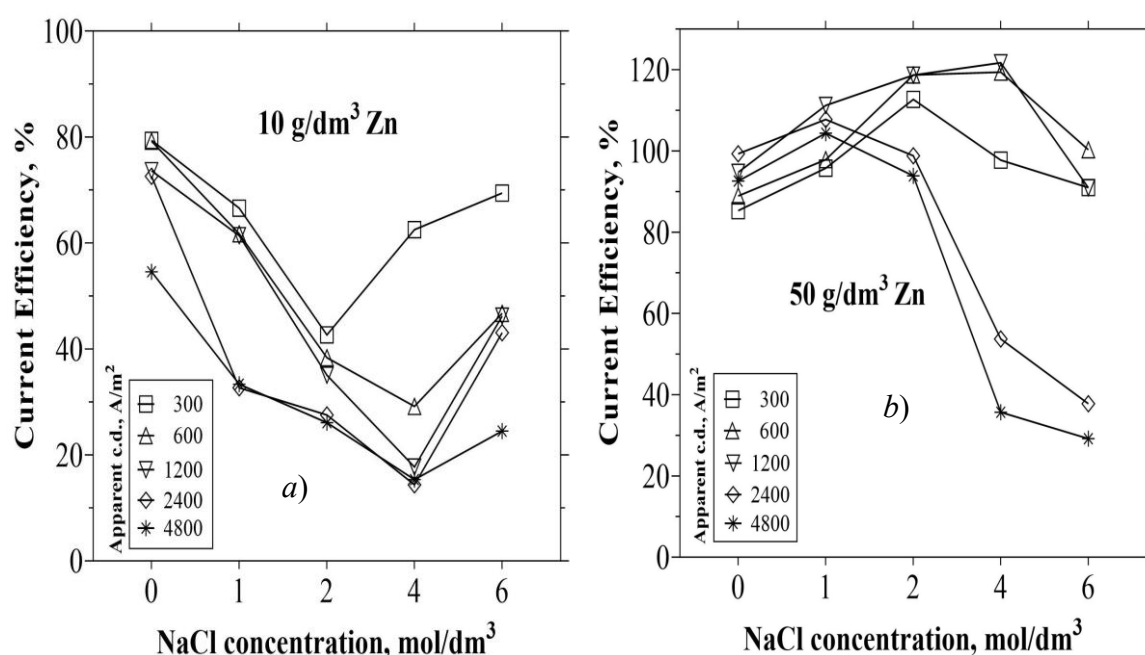 Current Efficiency, %
100
80
60
40
20
0
10 g/dm³ Zn
Apparent c.d., A/m²
300
600
1200
2400
4800
a)
0 1 2 4 6
NaCl concentration, mol/dm³
Current Efficiency, %
120
100
80
60
40
20
0
50 g/dm³ Zn
Apparent c.d., A/m²
300
600
1200
2400
4800
b)
0 1 2 4 6
NaCl concentration, mol/dm³